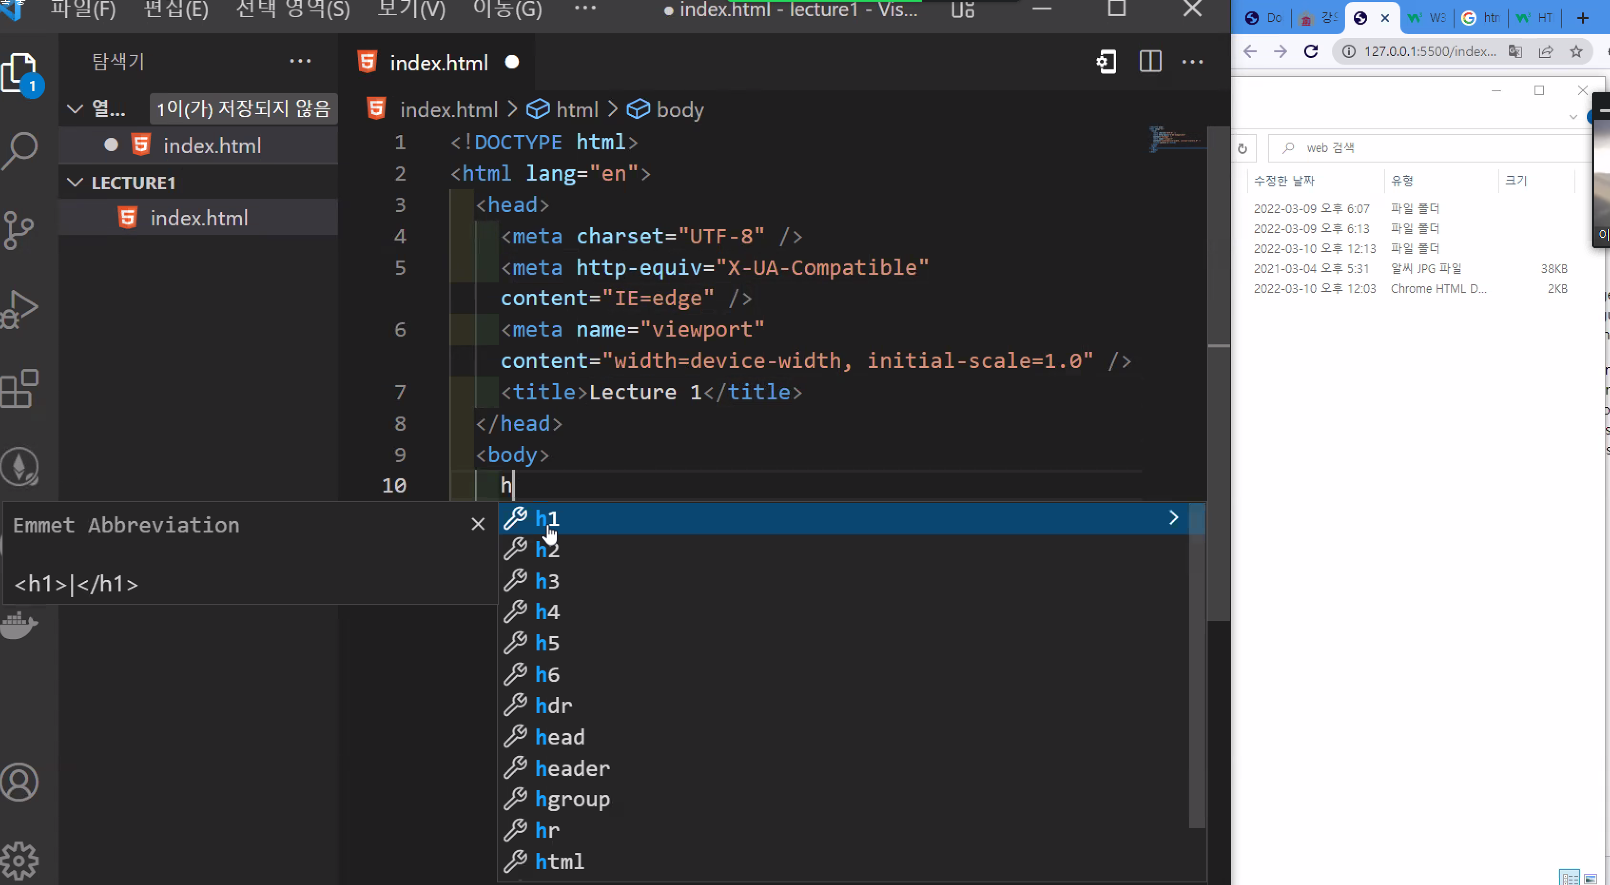 파일(F) 편집(E) 선택 영역(S) 보기(V) 이동(G) ··· ● index.html - lecture1 - Vis...
탐색기 ···
1
열... 1이(가) 저장되지 않음
● index.html
LECTURE1
index.html
index.html ●
index.html > html > body
1 <!DOCTYPE html>
2 <html lang="en">
3 <head>
4 <meta charset="UTF-8" />
5 <meta http-equiv="X-UA-Compatible"
content="IE=edge" />
6 <meta name="viewport"
content="width=device-width, initial-scale=1.0" />
7 <title>Lecture 1</title>
8 </head>
9 <body>
10 h
Emmet Abbreviation
<h1>|</h1>
h1
h2
h3
h4
h5
h6
hdr
head
header
hgroup
hr
html
Do 강의 W3 htn HT
127.0.0.1:5500/index...
web 검색
수정한 날짜 유형 크기
2022-03-09 오후 6:07 파일 폴더
2022-03-09 오후 6:13 파일 폴더
2022-03-10 오후 12:13 파일 폴더
2021-03-04 오후 5:31 알씨 JPG 파일 38KB
2022-03-10 오후 12:03 Chrome HTML D... 2KB